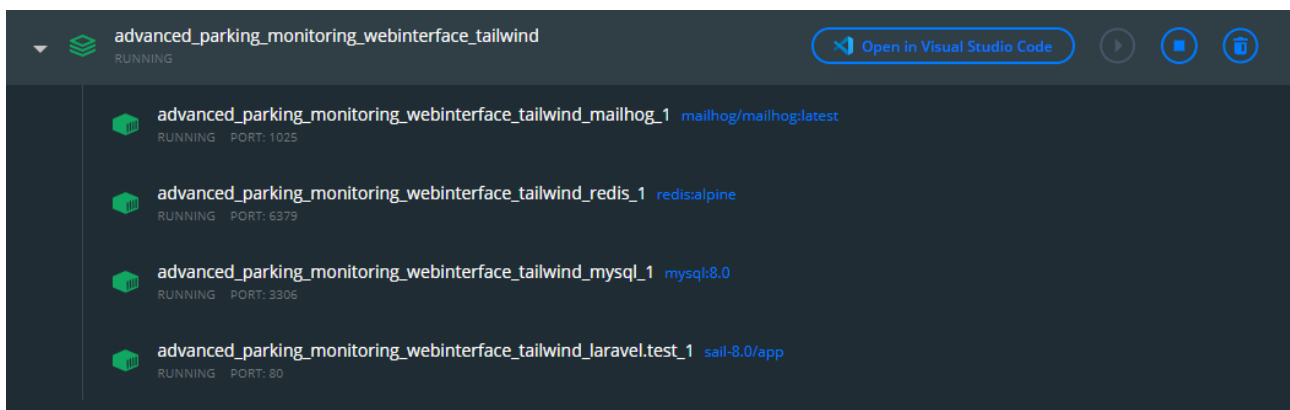 advanced_parking_monitoring_webinterface_tailwind
RUNNING
Open in Visual Studio Code
advanced_parking_monitoring_webinterface_tailwind_mailhog_1 mailhog/mailhog:latest
RUNNING PORT: 1025
advanced_parking_monitoring_webinterface_tailwind_redis_1 redis:alpine
RUNNING PORT: 6379
advanced_parking_monitoring_webinterface_tailwind_mysql_1 mysql:8.0
RUNNING PORT: 3306
advanced_parking_monitoring_webinterface_tailwind_laravel.test_1 sail-8.0/app
RUNNING PORT: 80